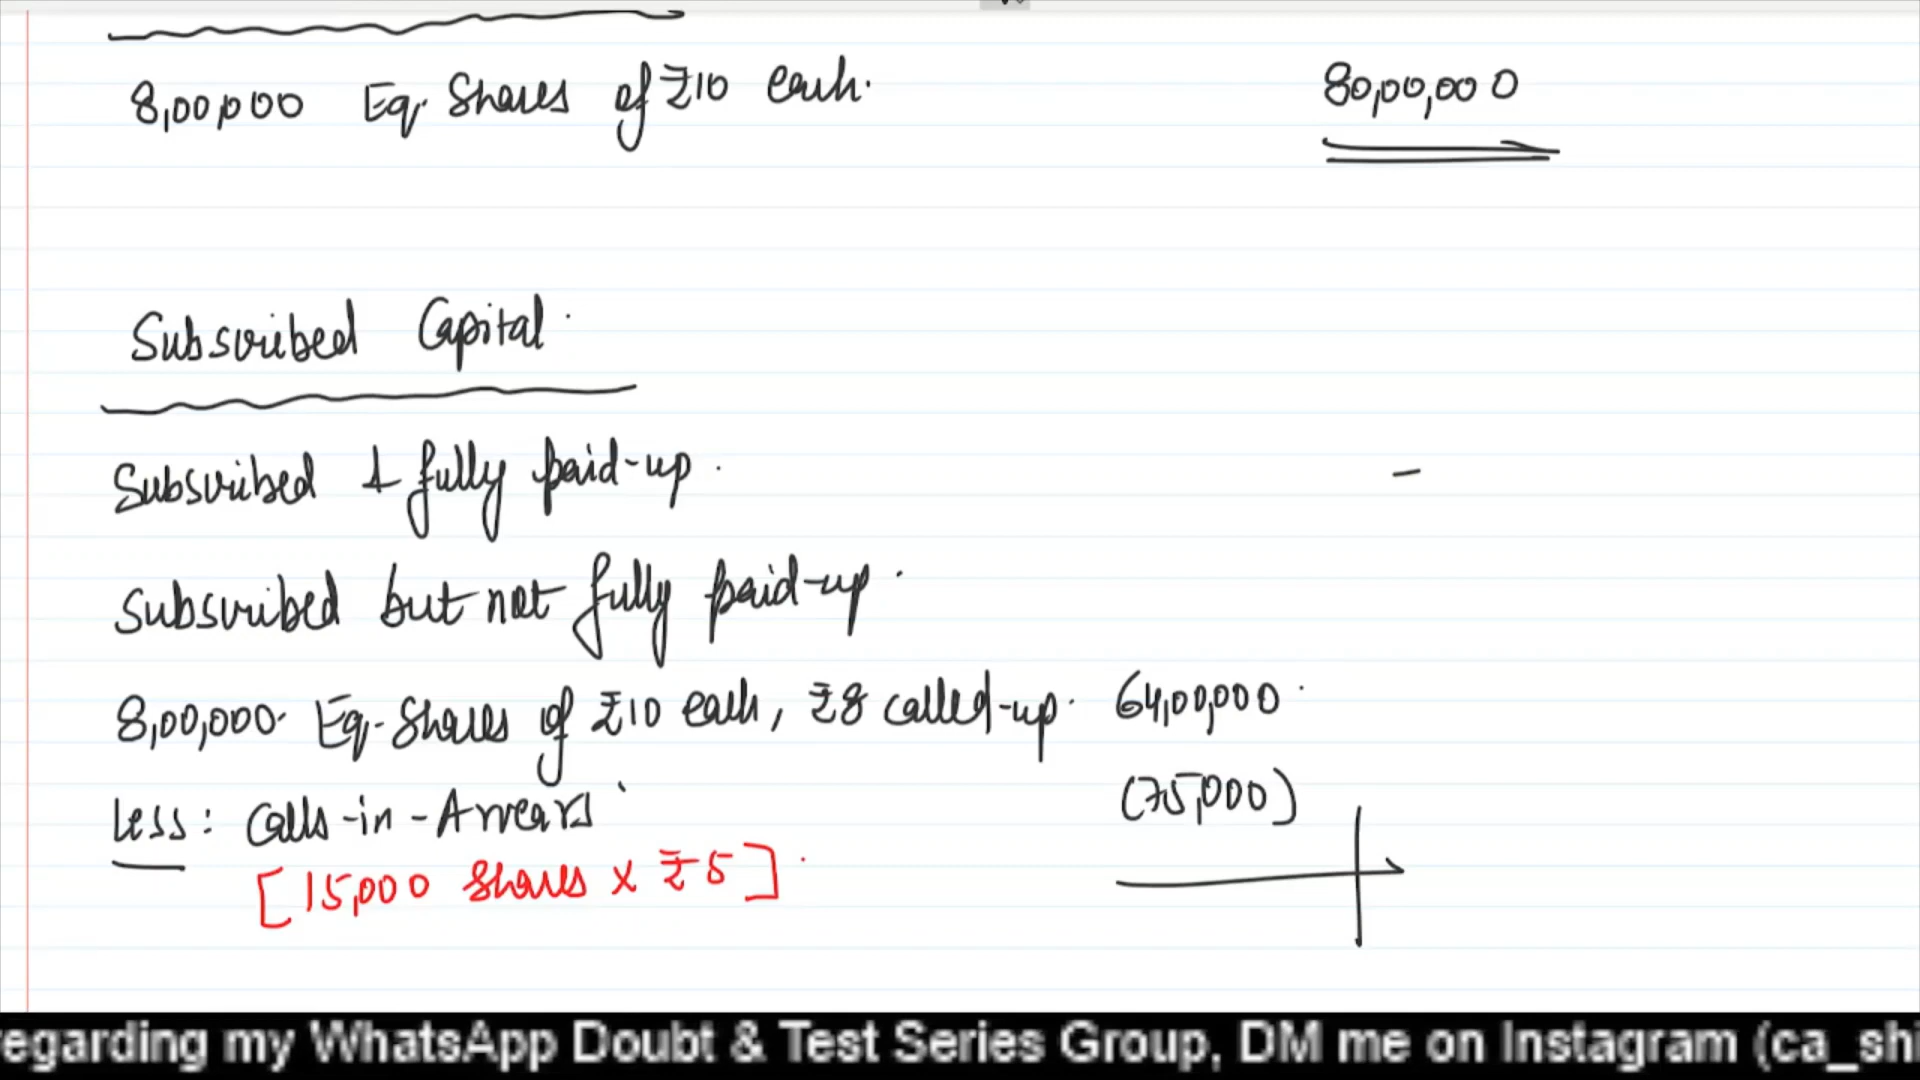 8,00,000 Eq. Shares of ₹10 each. 80,00,000
Subscribed Capital.
Subscribed & fully paid-up. –
Subscribed but not fully paid-up.
8,00,000 Eq. Shares of ₹10 each, ₹8 called-up. 64,00,000
Less: Calls-in-Arrears (75,000)
[15,000 Shares x ₹5]
regarding my WhatsApp Doubt & Test Series Group, DM me on Instagram (ca_shi